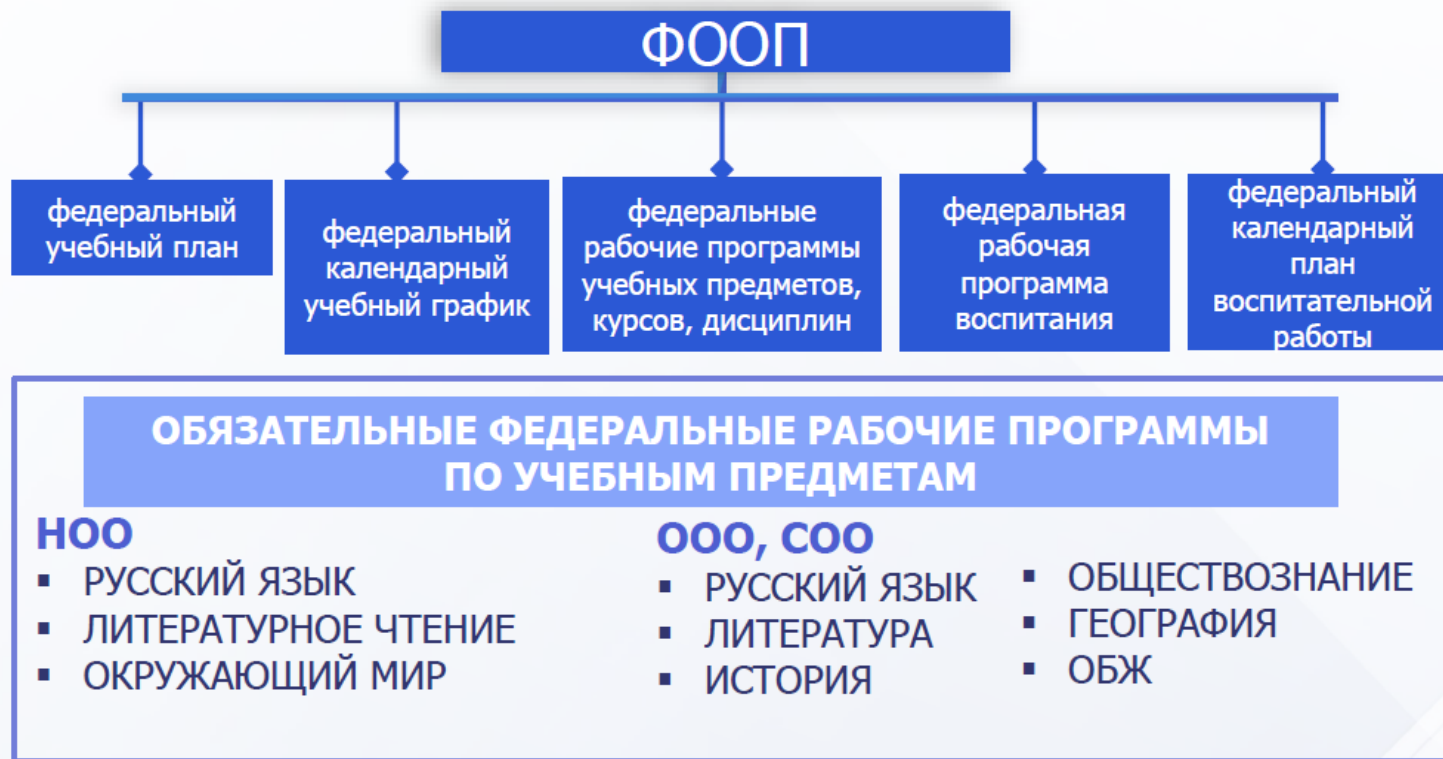 ФООП
федеральный
учебный план
федеральный
календарный
учебный график
федеральные
рабочие программы
учебных предметов,
курсов, дисциплин
федеральная
рабочая
программа
воспитания
федеральный
календарный
план
воспитательной
работы
ОБЯЗАТЕЛЬНЫЕ ФЕДЕРАЛЬНЫЕ РАБОЧИЕ ПРОГРАММЫ
ПО УЧЕБНЫМ ПРЕДМЕТАМ
НОО
▪ РУССКИЙ ЯЗЫК
▪ ЛИТЕРАТУРНОЕ ЧТЕНИЕ
▪ ОКРУЖАЮЩИЙ МИР
ООО, СОО
▪ РУССКИЙ ЯЗЫК
▪ ЛИТЕРАТУРА
▪ ИСТОРИЯ
▪ ОБЩЕСТВОЗНАНИЕ
▪ ГЕОГРАФИЯ
▪ ОБЖ